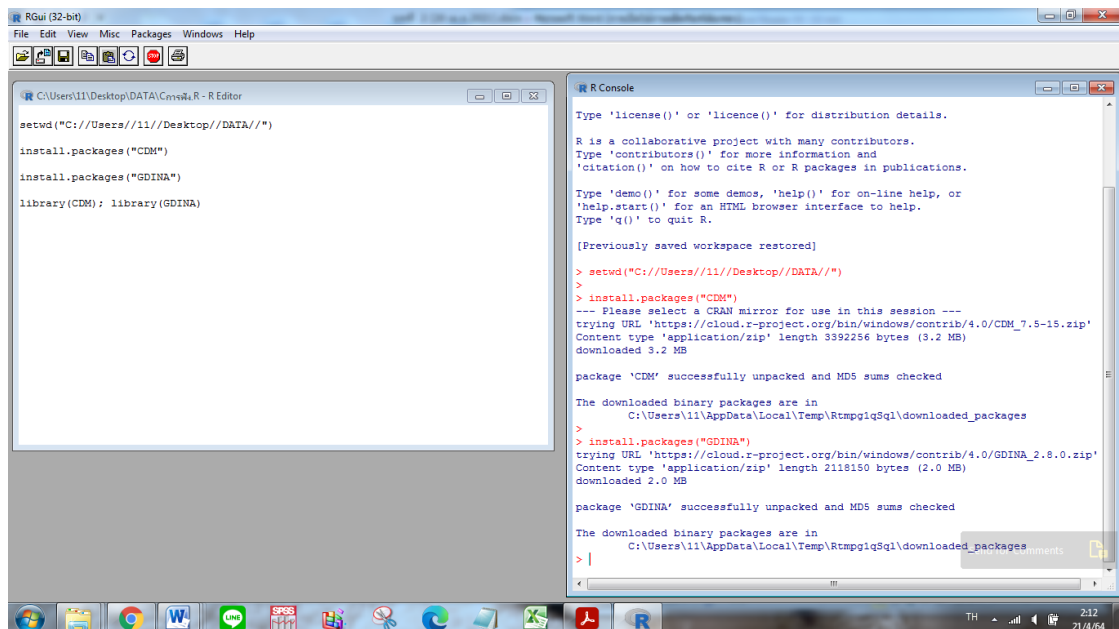 RGui (32-bit)
File Edit View Misc Packages Windows Help
STOP
C:\Users\11\Desktop\DATA\Cการฟัง.R - R Editor
setwd("C://Users//11//Desktop//DATA//")
install.packages("CDM")
install.packages("GDINA")
library(CDM); library(GDINA)
R Console
Type 'license()' or 'licence()' for distribution details.
R is a collaborative project with many contributors.
Type 'contributors()' for more information and
'citation()' on how to cite R or R packages in publications.
Type 'demo()' for some demos, 'help()' for on-line help, or
'help.start()' for an HTML browser interface to help.
Type 'q()' to quit R.
[Previously saved workspace restored]
> setwd("C://Users//11//Desktop//DATA//")
>
> install.packages("CDM")
--- Please select a CRAN mirror for use in this session ---
trying URL 'https://cloud.r-project.org/bin/windows/contrib/4.0/CDM_7.5-15.zip'
Content type 'application/zip' length 3392256 bytes (3.2 MB)
downloaded 3.2 MB
package ‘CDM’ successfully unpacked and MD5 sums checked
The downloaded binary packages are in
C:\Users\11\AppData\Local\Temp\Rtmpg1qSql\downloaded_packages
>
> install.packages("GDINA")
trying URL 'https://cloud.r-project.org/bin/windows/contrib/4.0/GDINA_2.8.0.zip'
Content type 'application/zip' length 2118150 bytes (2.0 MB)
downloaded 2.0 MB
package ‘GDINA’ successfully unpacked and MD5 sums checked
The downloaded binary packages are in
C:\Users\11\AppData\Local\Temp\Rtmpg1qSql\downloaded_packages
>
comments
LINE
SPSS
TH
2:12
21/4/64